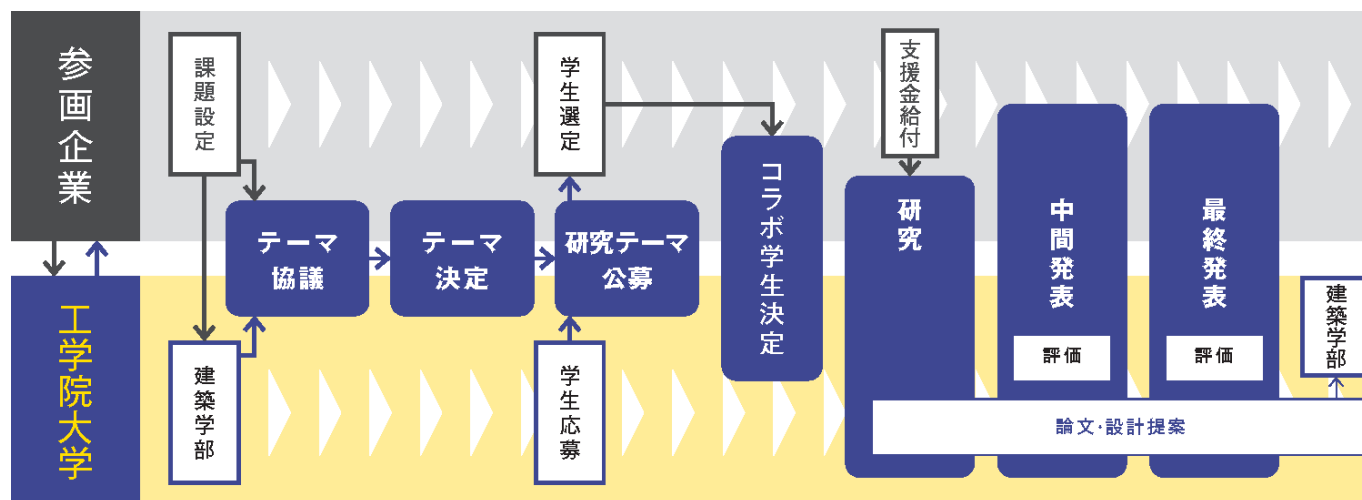 参画企業
課題設定
学生選定
支援金給付
テーマ
協議
テーマ
決定
研究テーマ
公募
コラボ学生決定
研究
中間発表
評価
最終発表
評価
工学院大学
建築学部
学生応募
論文・設計提案
建築学部